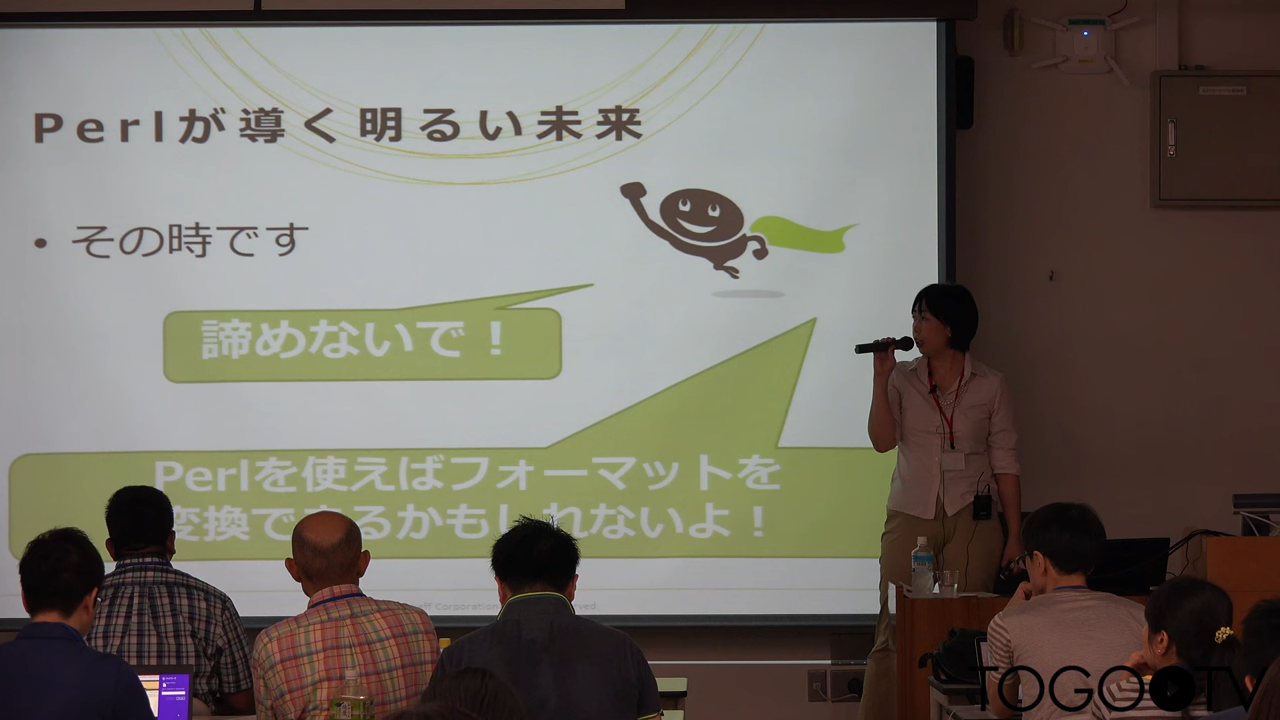 Perlが導く明るい未来
• その時です
諦めないで！
Perlを使えばフォーマットを
変換できるかもしれないよ！
TOGOTV